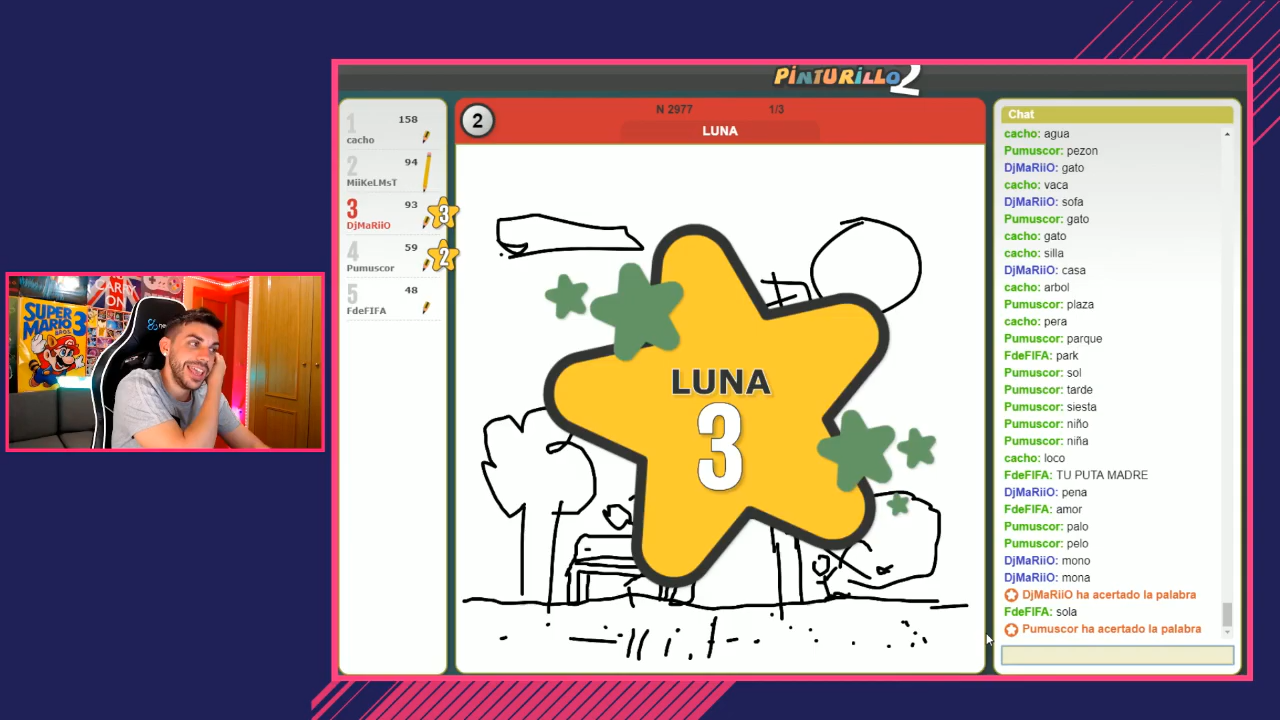 PiNTURiLLO 2
1
158
cacho
2
94
MiiKeLMsT
3
93
DjMaRiiO
3
4
59
Pumuscor
2
5
48
FdeFIFA
2
N 2977
1/3
LUNA
LUNA
3
Chat
cacho: agua
Pumuscor: pezon
DjMaRiiO: gato
cacho: vaca
DjMaRiiO: sofa
Pumuscor: gato
cacho: gato
cacho: silla
DjMaRiiO: casa
cacho: arbol
Pumuscor: plaza
cacho: pera
Pumuscor: parque
FdeFIFA: park
Pumuscor: sol
Pumuscor: tarde
Pumuscor: siesta
Pumuscor: niño
Pumuscor: niña
cacho: loco
FdeFIFA: TU PUTA MADRE
DjMaRiiO: pena
FdeFIFA: amor
Pumuscor: palo
Pumuscor: pelo
DjMaRiiO: mono
DjMaRiiO: mona
DjMaRiiO ha acertado la palabra
FdeFIFA: sola
Pumuscor ha acertado la palabra
CARRY
ON
SUPER
MARIO
BROS
3